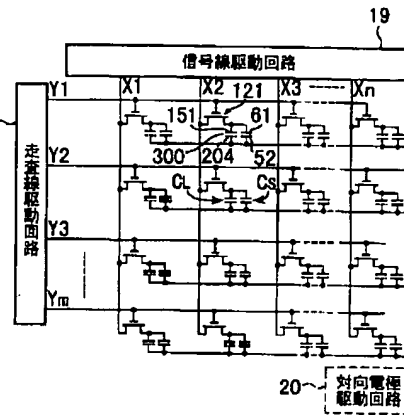 19
信号線駆動回路
X1 X2 X3 Xn
Y1
121
151 61
300 204 52
走査線駆動回路
Y2
CL Cs
Y3
Ym
20
対向電極
駆動回路